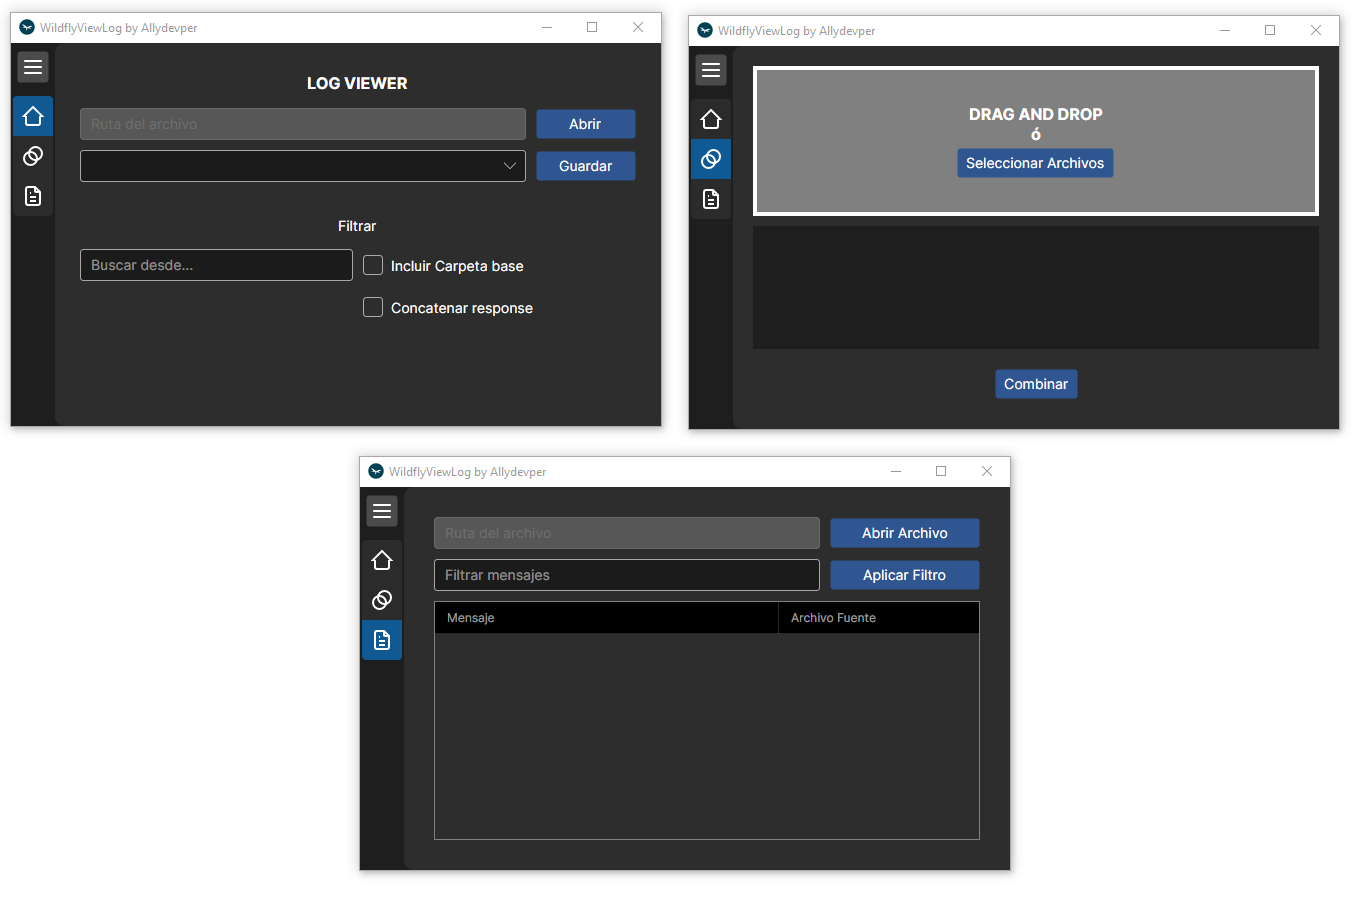 WildflyViewLog by Allydevper
LOG VIEWER
Ruta del archivo
Abrir
Guardar
Filtrar
Buscar desde...
Incluir Carpeta base
Concatenar response
WildflyViewLog by Allydevper
DRAG AND DROP
ó
Seleccionar Archivos
Combinar
WildflyViewLog by Allydevper
Ruta del archivo
Abrir Archivo
Filtrar mensajes
Aplicar Filtro
Mensaje
Archivo Fuente